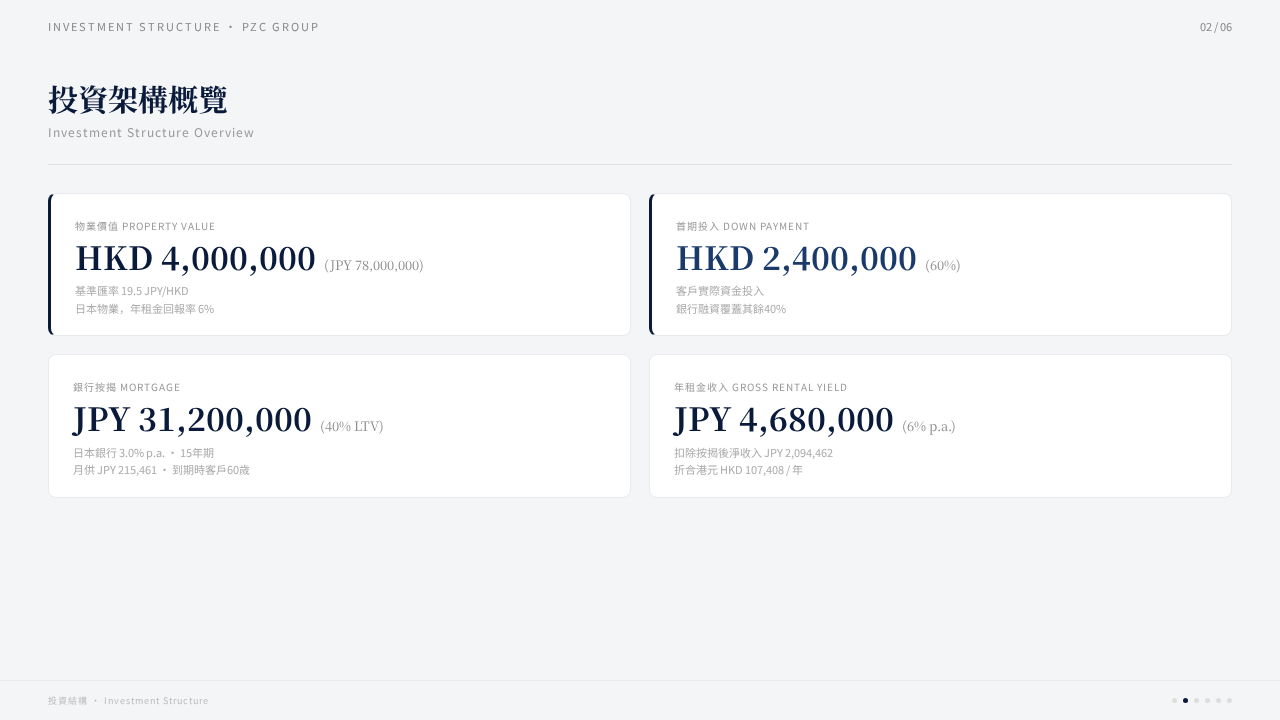 INVESTMENT STRUCTURE • PZC GROUP
02 / 06
投資架構概覽
Investment Structure Overview
物業價值 PROPERTY VALUE
HKD 4,000,000 (JPY 78,000,000)
基準匯率 19.5 JPY/HKD
日本物業，年租金回報率 6%
首期投入 DOWN PAYMENT
HKD 2,400,000 (60%)
客戶實際資金投入
銀行融資覆蓋其餘40%
銀行按揭 MORTGAGE
JPY 31,200,000 (40% LTV)
日本銀行 3.0% p.a. • 15年期
月供 JPY 215,461 • 到期時客戶60歲
年租金收入 GROSS RENTAL YIELD
JPY 4,680,000 (6% p.a.)
扣除按揭後淨收入 JPY 2,094,462
折合港元 HKD 107,408 / 年
投資結構 • Investment Structure